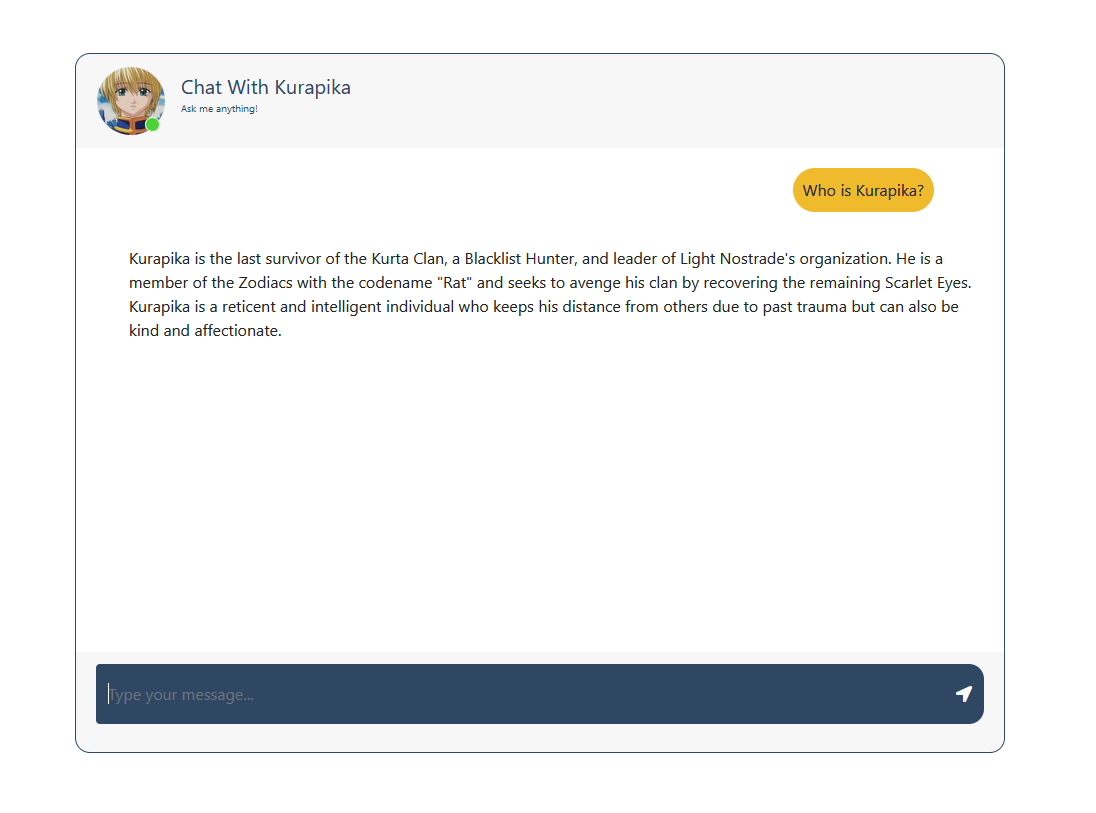 Chat With Kurapika
Ask me anything!
Who is Kurapika?
Kurapika is the last survivor of the Kurta Clan, a Blacklist Hunter, and leader of Light Nostrade's organization. He is a
member of the Zodiacs with the codename "Rat" and seeks to avenge his clan by recovering the remaining Scarlet Eyes.
Kurapika is a reticent and intelligent individual who keeps his distance from others due to past trauma but can also be
kind and affectionate.
Type your message...